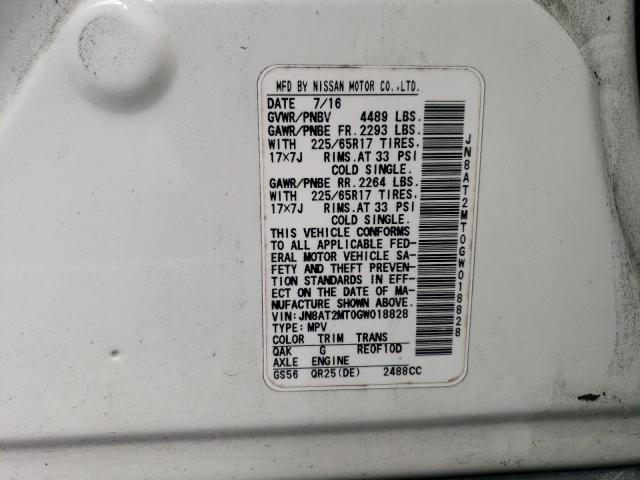 MFD BY NISSAN MOTOR CO.,LTD.
DATE 7/16
GVWR/PNBV 4489 LBS.
GAWR/PNBE FR. 2293 LBS.
WITH 225/65R17 TIRES.
17×7J RIMS. AT 33 PSI
COLD SINGLE.
GAWR/PNBE RR. 2264 LBS.
WITH 225/65R17 TIRES.
17×7J RIMS. AT 33 PSI
COLD SINGLE.
THIS VEHICLE CONFORMS
TO ALL APPLICABLE FED-
ERAL MOTOR VEHICLE SA-
FETY AND THEFT PREVEN-
TION STANDARDS IN EFF-
ECT ON THE DATE OF MA-
NUFACTURE SHOWN ABOVE.
VIN: JN8AT2MT0GW018828
TYPE: MPV
COLOR TRIM TRANS
QAK G RE0F10D
AXLE ENGINE
GS56 QR25(DE) 2488CC
JN8AT2MT0GW018828